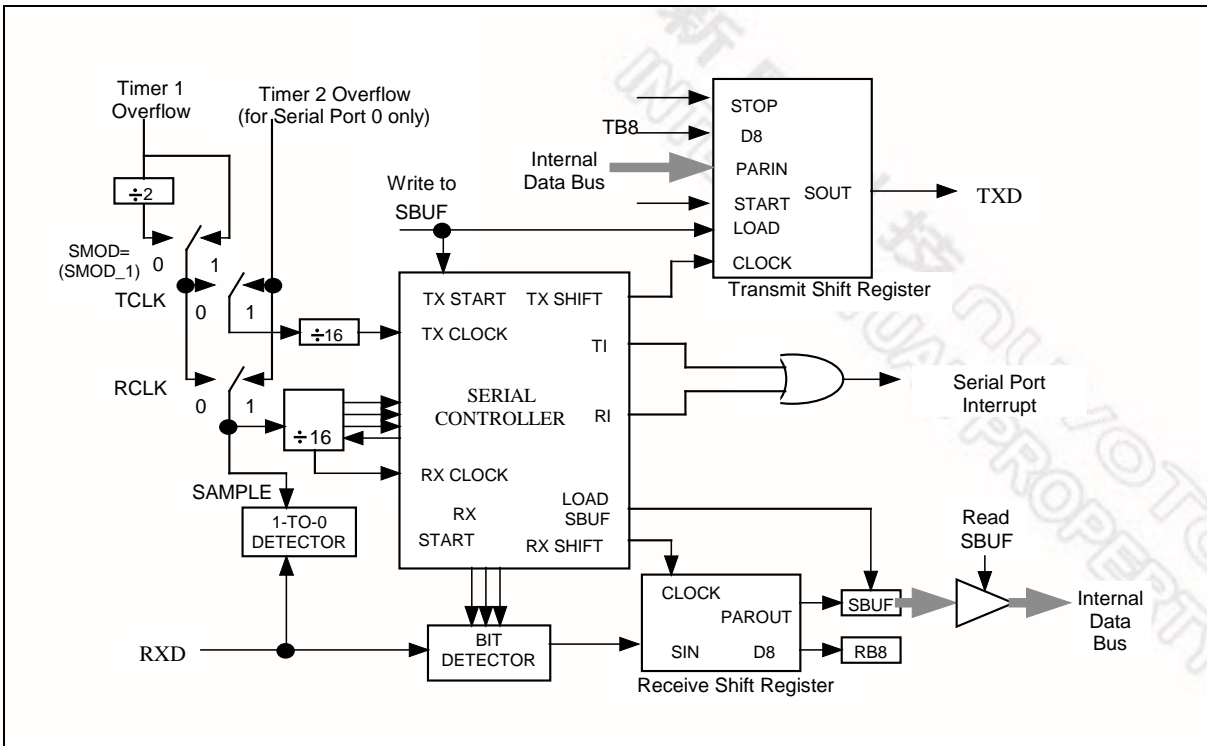 Timer 1
Overflow
Timer 2 Overflow
(for Serial Port 0 only)
÷2
SMOD=
(SMOD_1)
0
1
TCLK
0
1
÷16
RCLK
0
1
÷16
SAMPLE
1-TO-0
DETECTOR
RXD
BIT
DETECTOR
Write to
SBUF
TX START
TX SHIFT
TX CLOCK
TI
SERIAL
CONTROLLER
RI
RX CLOCK
LOAD
SBUF
RX
START
RX SHIFT
TB8
Internal
Data Bus
STOP
D8
PARIN
SOUT
START
LOAD
CLOCK
Transmit Shift Register
TXD
Serial Port
Interrupt
CLOCK
PAROUT
SIN
D8
Receive Shift Register
SBUF
RB8
Read
SBUF
Internal
Data
Bus
新
技
PROPERTY